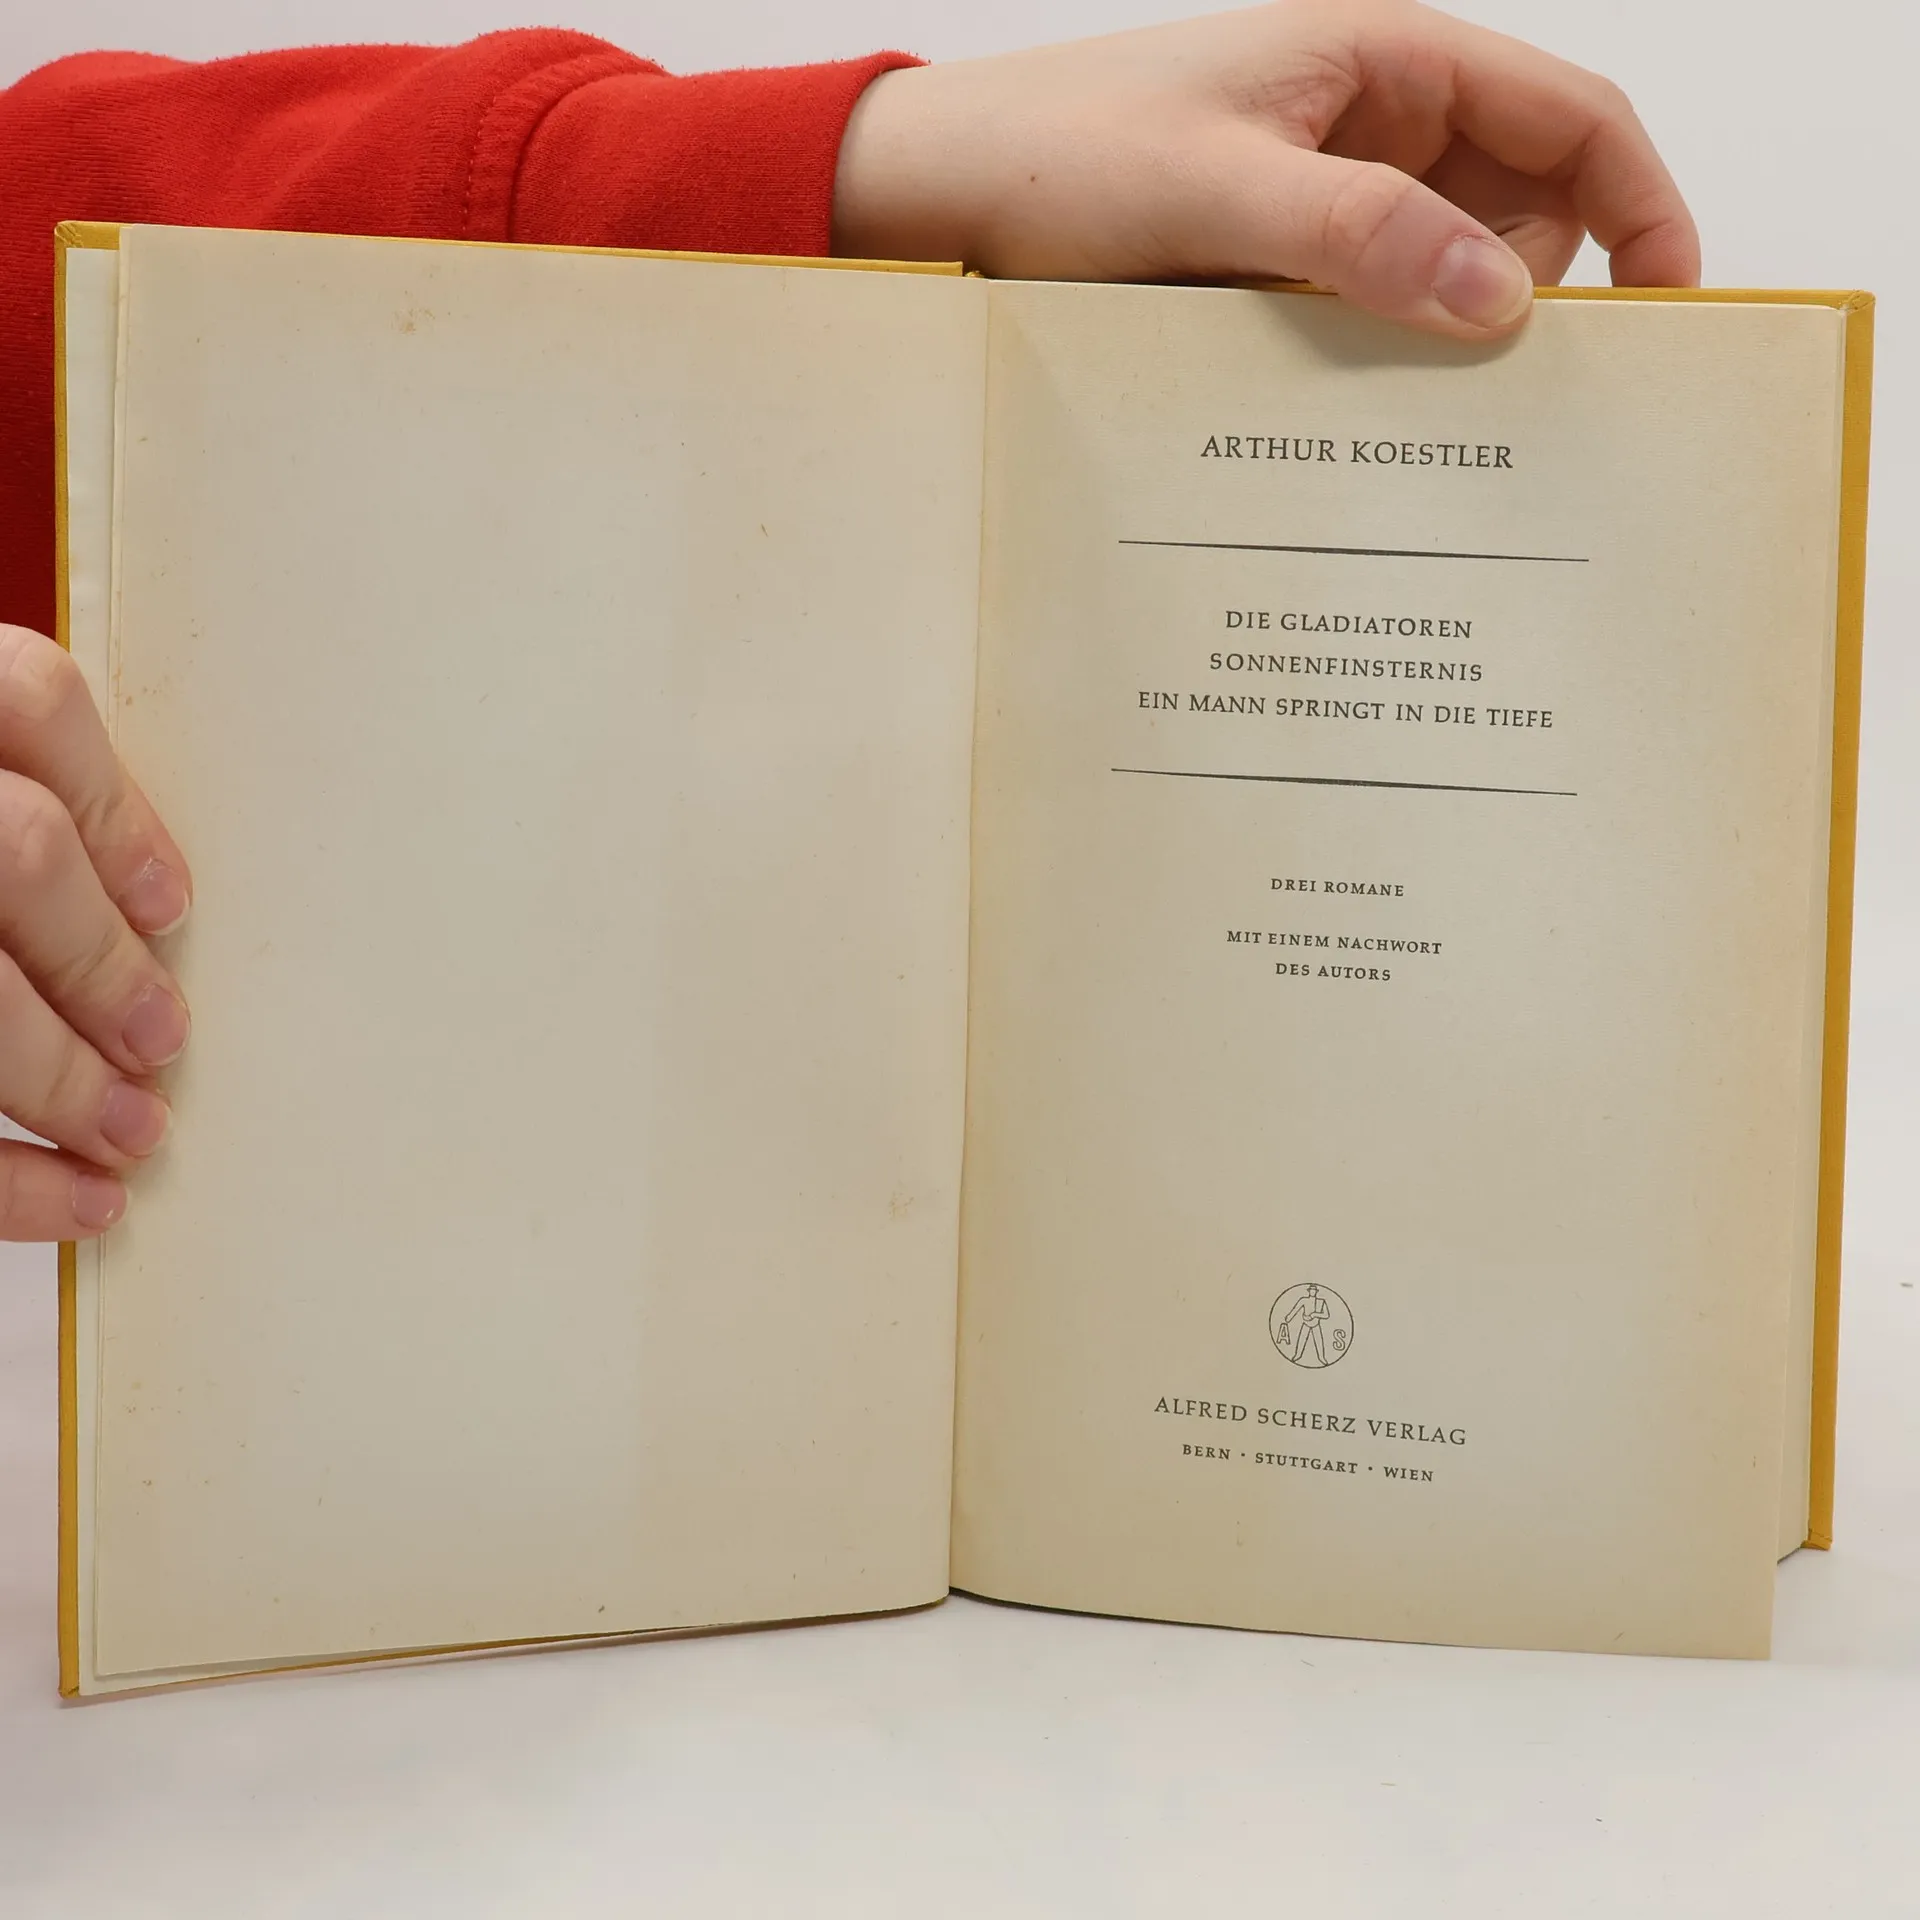 ARTHUR KOESTLER
DIE GLADIATOREN
SONNENFINSTERNIS
EIN MANN SPRINGT IN DIE TIEFE
DREI ROMANE
MIT EINEM NACHWORT
DES AUTORS
A S
ALFRED SCHERZ VERLAG
BERN · STUTTGART · WIEN